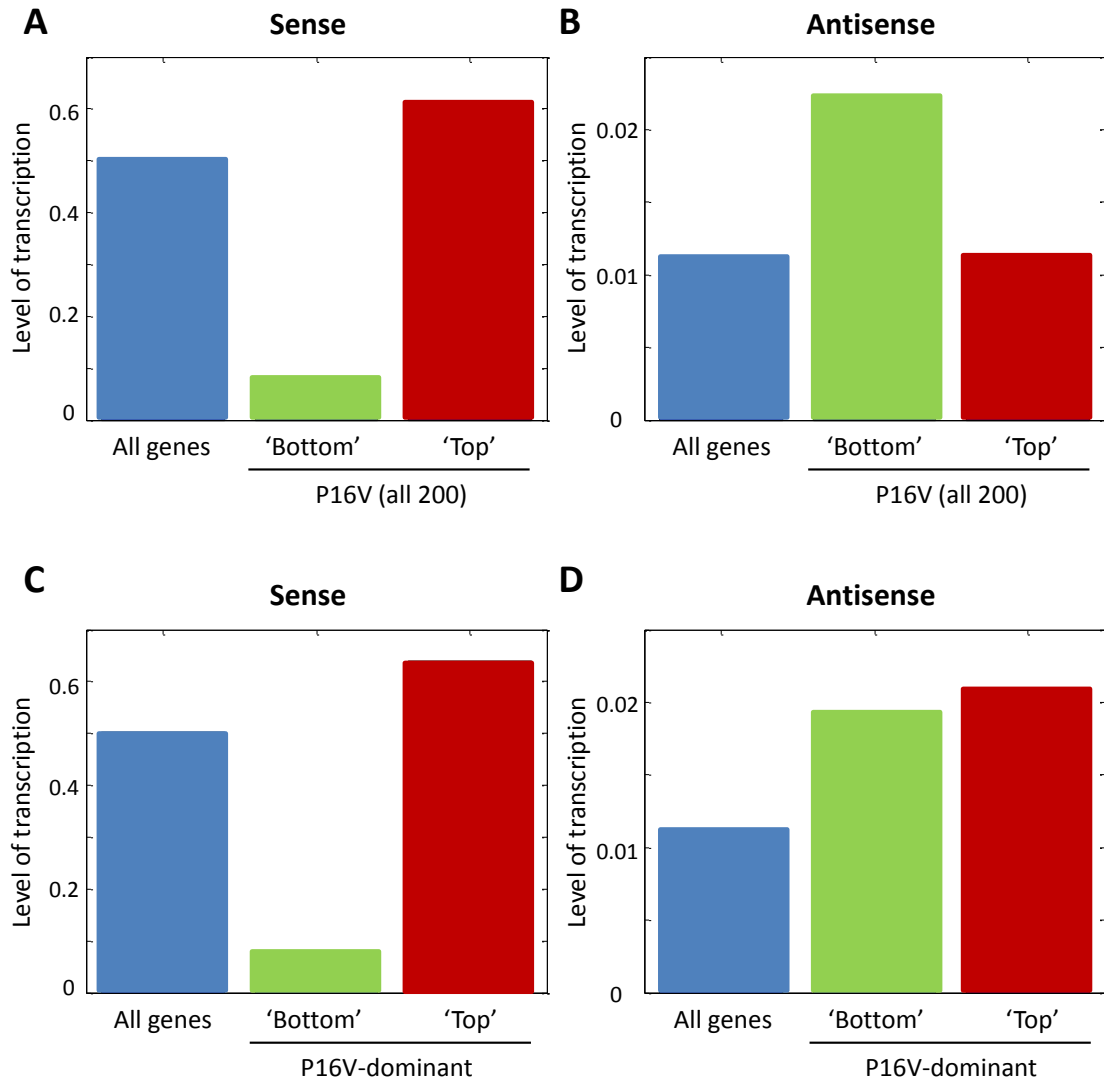 A
Sense
Level of transcription
0.6
0.4
0.2
0
All genes
‘Bottom’
‘Top’
P16V (all 200)
B
Antisense
Level of transcription
0.02
0.01
0
All genes
‘Bottom’
‘Top’
P16V (all 200)
C
Sense
Level of transcription
0.6
0.4
0.2
0
All genes
‘Bottom’
‘Top’
P16V-dominant
D
Antisense
Level of transcription
0.02
0.01
0
All genes
‘Bottom’
‘Top’
P16V-dominant